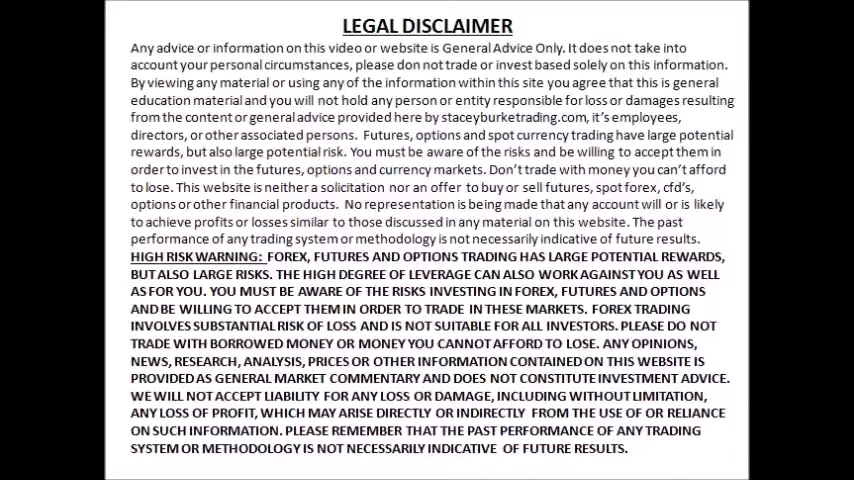 LEGAL DISCLAIMER
Any advice or information on this video or website is General Advice Only. It does not take into
account your personal circumstances, please don not trade or invest based solely on this information.
By viewing any material or using any of the information within this site you agree that this is general
education material and you will not hold any person or entity responsible for loss or damages resulting
from the content or general advice provided here by staceyburketrading.com, it's employees,
directors, or other associated persons. Futures, options and spot currency trading have large potential
rewards, but also large potential risk. You must be aware of the risks and be willing to accept them in
order to invest in the futures, options and currency markets. Don't trade with money you can't afford
to lose. This website is neither a solicitation nor an offer to buy or sell futures, spot forex, cfd's,
options or other financial products. No representation is being made that any account will or is likely
to achieve profits or losses similar to those discussed in any material on this website. The past
performance of any trading system or methodology is not necessarily indicative of future results.
HIGH RISK WARNING: FOREX, FUTURES AND OPTIONS TRADING HAS LARGE POTENTIAL REWARDS,
BUT ALSO LARGE RISKS. THE HIGH DEGREE OF LEVERAGE CAN ALSO WORK AGAINST YOU AS WELL
AS FOR YOU. YOU MUST BE AWARE OF THE RISKS INVESTING IN FOREX, FUTURES AND OPTIONS
AND BE WILLING TO ACCEPT THEM IN ORDER TO TRADE IN THESE MARKETS. FOREX TRADING
INVOLVES SUBSTANTIAL RISK OF LOSS AND IS NOT SUITABLE FOR ALL INVESTORS. PLEASE DO NOT
TRADE WITH BORROWED MONEY OR MONEY YOU CANNOT AFFORD TO LOSE. ANY OPINIONS,
NEWS, RESEARCH, ANALYSIS, PRICES OR OTHER INFORMATION CONTAINED ON THIS WEBSITE IS
PROVIDED AS GENERAL MARKET COMMENTARY AND DOES NOT CONSTITUTE INVESTMENT ADVICE.
WE WILL NOT ACCEPT LIABILITY FOR ANY LOSS OR DAMAGE, INCLUDING WITHOUT LIMITATION,
ANY LOSS OF PROFIT, WHICH MAY ARISE DIRECTLY OR INDIRECTLY FROM THE USE OF OR RELIANCE
ON SUCH INFORMATION. PLEASE REMEMBER THAT THE PAST PERFORMANCE OF ANY TRADING
SYSTEM OR METHODOLOGY IS NOT NECESSARILY INDICATIVE OF FUTURE RESULTS.